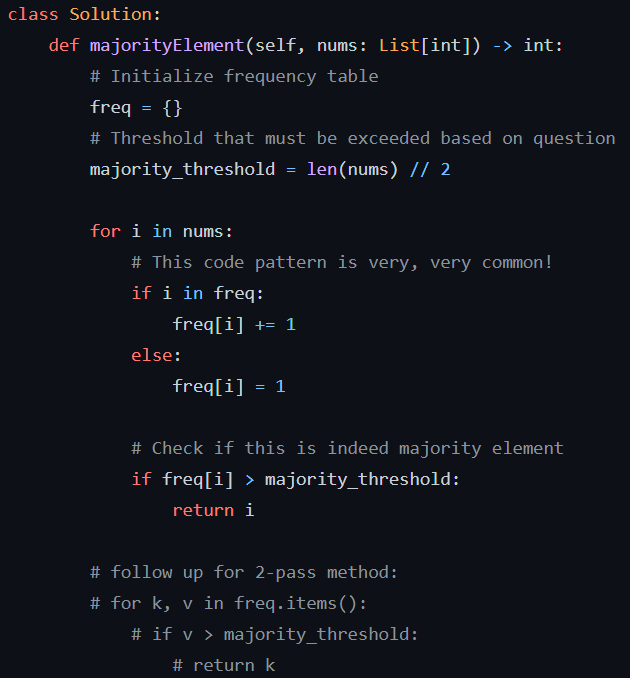 class Solution:
    def majorityElement(self, nums: List[int]) -> int:
        # Initialize frequency table
        freq = {}
        # Threshold that must be exceeded based on question
        majority_threshold = len(nums) // 2

        for i in nums:
            # This code pattern is very, very common!
            if i in freq:
                freq[i] += 1
            else:
                freq[i] = 1

            # Check if this is indeed majority element
            if freq[i] > majority_threshold:
                return i

        # follow up for 2-pass method:
        # for k, v in freq.items():
            # if v > majority_threshold:
                # return k